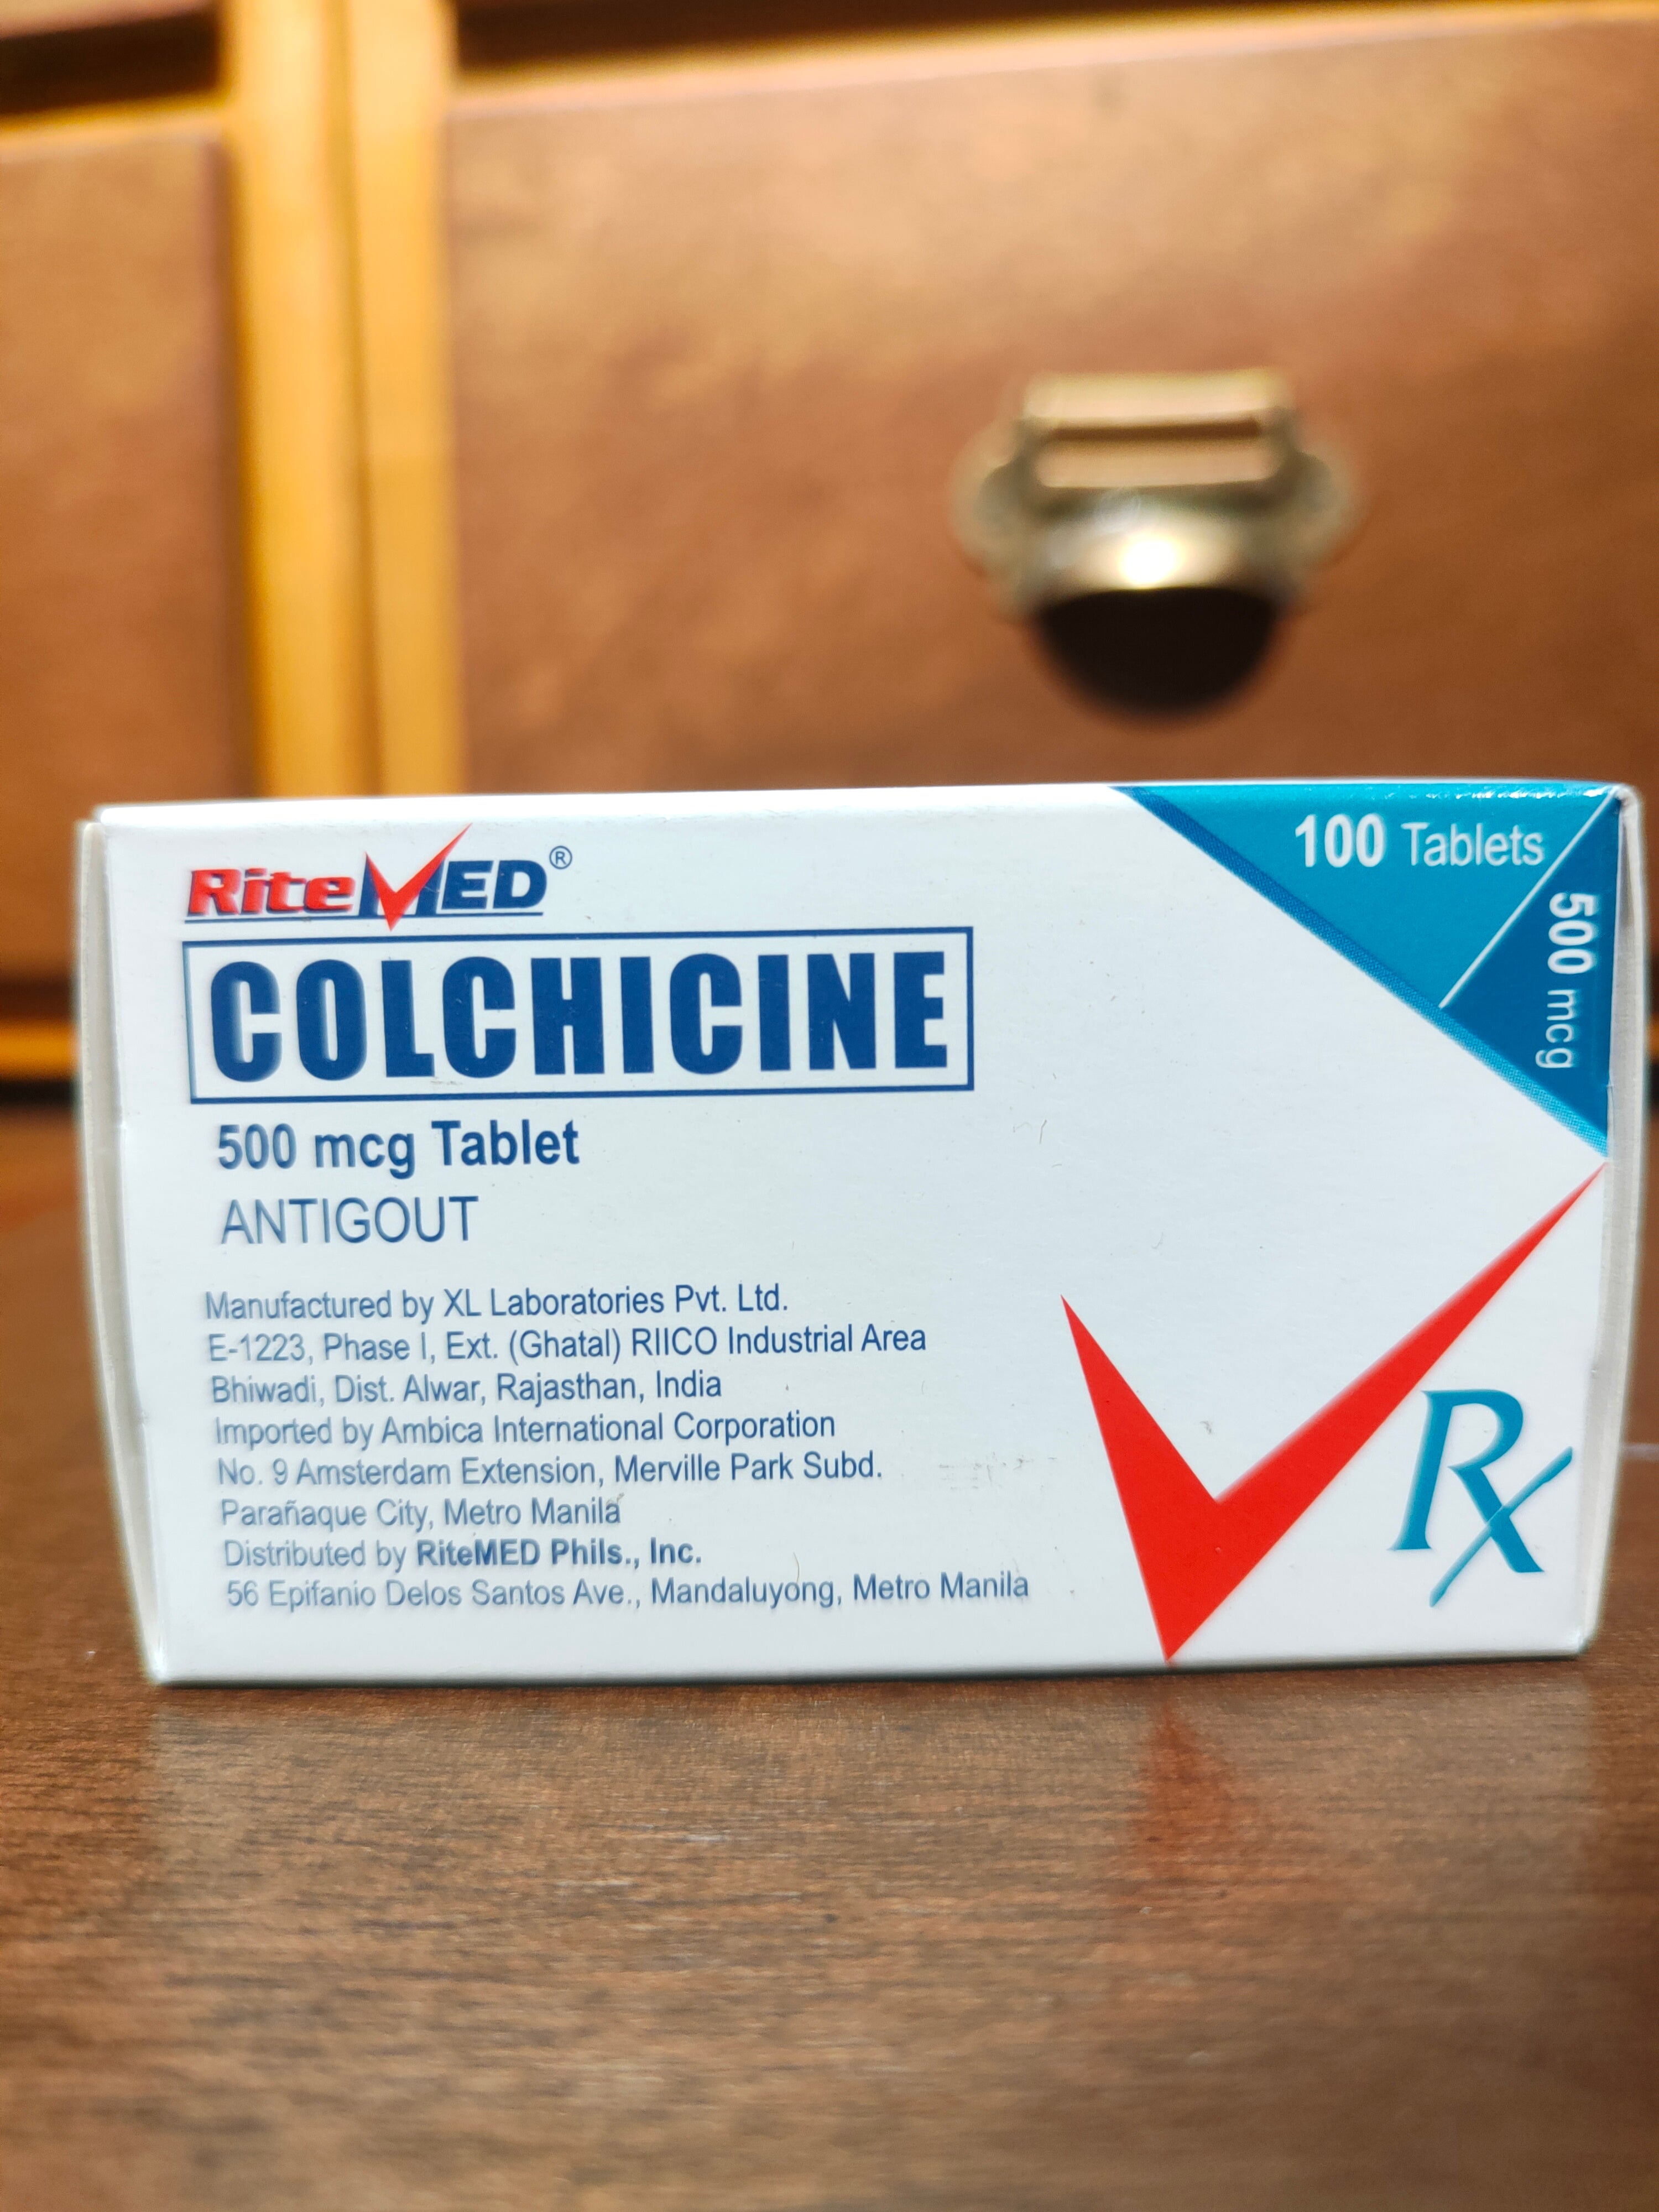 RiteMED®
100 Tablets
500 mcg
COLCHICINE
500 mcg Tablet
ANTIGOUT
Manufactured by XL Laboratories Pvt. Ltd.
E-1223, Phase I, Ext. (Ghatal) RIICO Industrial Area
Bhiwadi, Dist. Alwar, Rajasthan, India
Imported by Ambica International Corporation
No. 9 Amsterdam Extension, Merville Park Subd.
Parañaque City, Metro Manila
Distributed by RiteMED Phils., Inc.
56 Epifanio Delos Santos Ave., Mandaluyong, Metro Manila
Rx